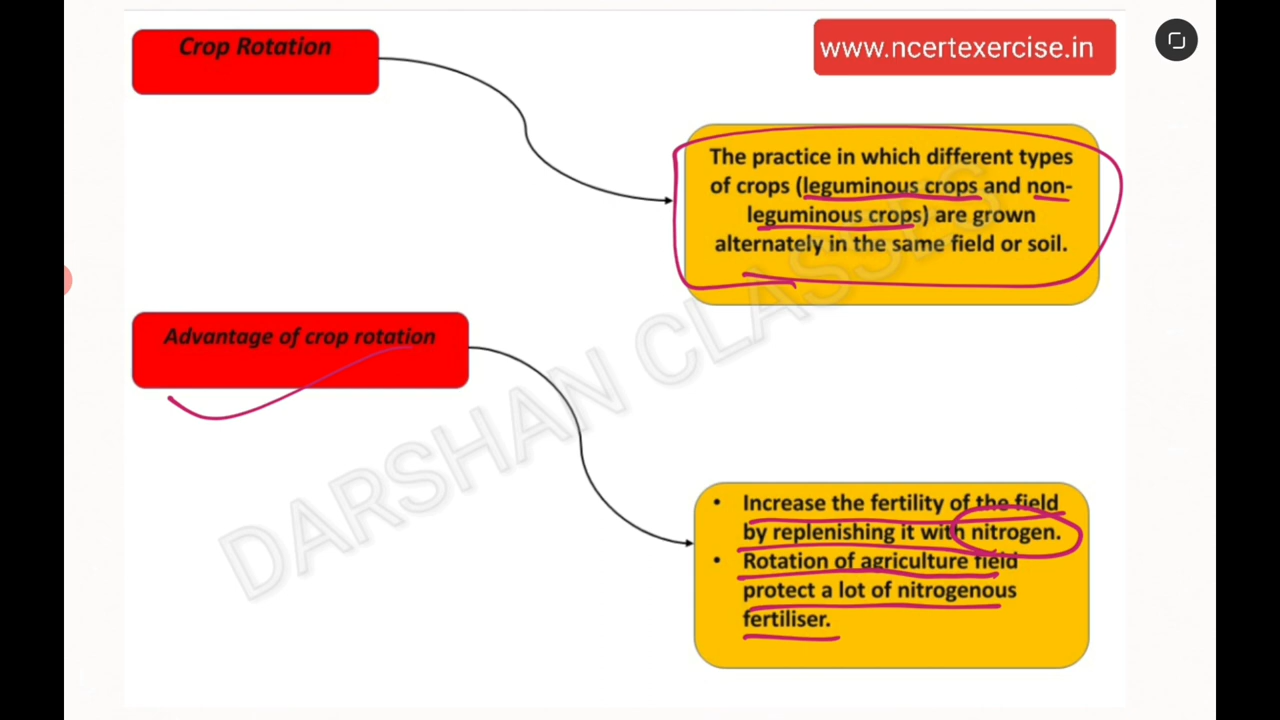 Crop Rotation
www.ncertexercise.in
The practice in which different types
of crops (leguminous crops and non-
leguminous crops) are grown
alternately in the same field or soil.
Advantage of crop rotation
DARSHAN CLASSES
• Increase the fertility of the field
by replenishing it with nitrogen.
• Rotation of agriculture field
protect a lot of nitrogenous
fertiliser.